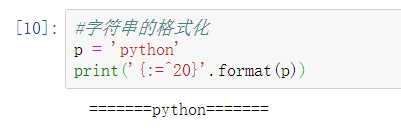 [10]: #字符串的格式化
p = 'python'
print('{:=^20}'.format(p))
=======python=======